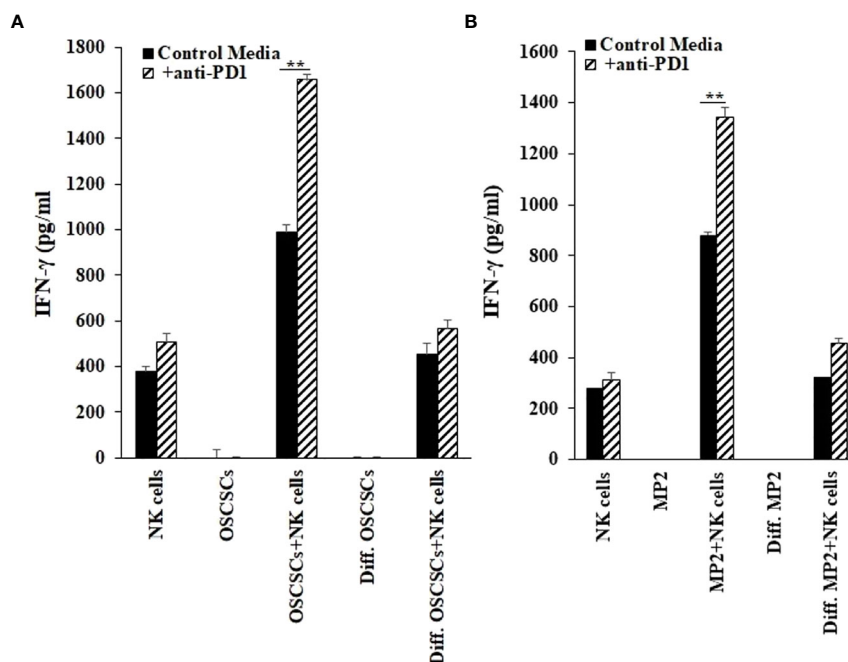 A
IFN-γ (pg/ml)
1800
1600
1400
1200
1000
800
600
400
200
0
Control Media
+anti-PD1
**
NK cells
OSCSCs
OSCSCs+NK cells
Diff. OSCSCs
Diff. OSCSCs+NK cells
B
IFN-γ (pg/ml)
1600
1400
1200
1000
800
600
400
200
0
Control Media
+anti-PD1
**
NK cells
MP2
MP2+NK cells
Diff. MP2
Diff. MP2+NK cells